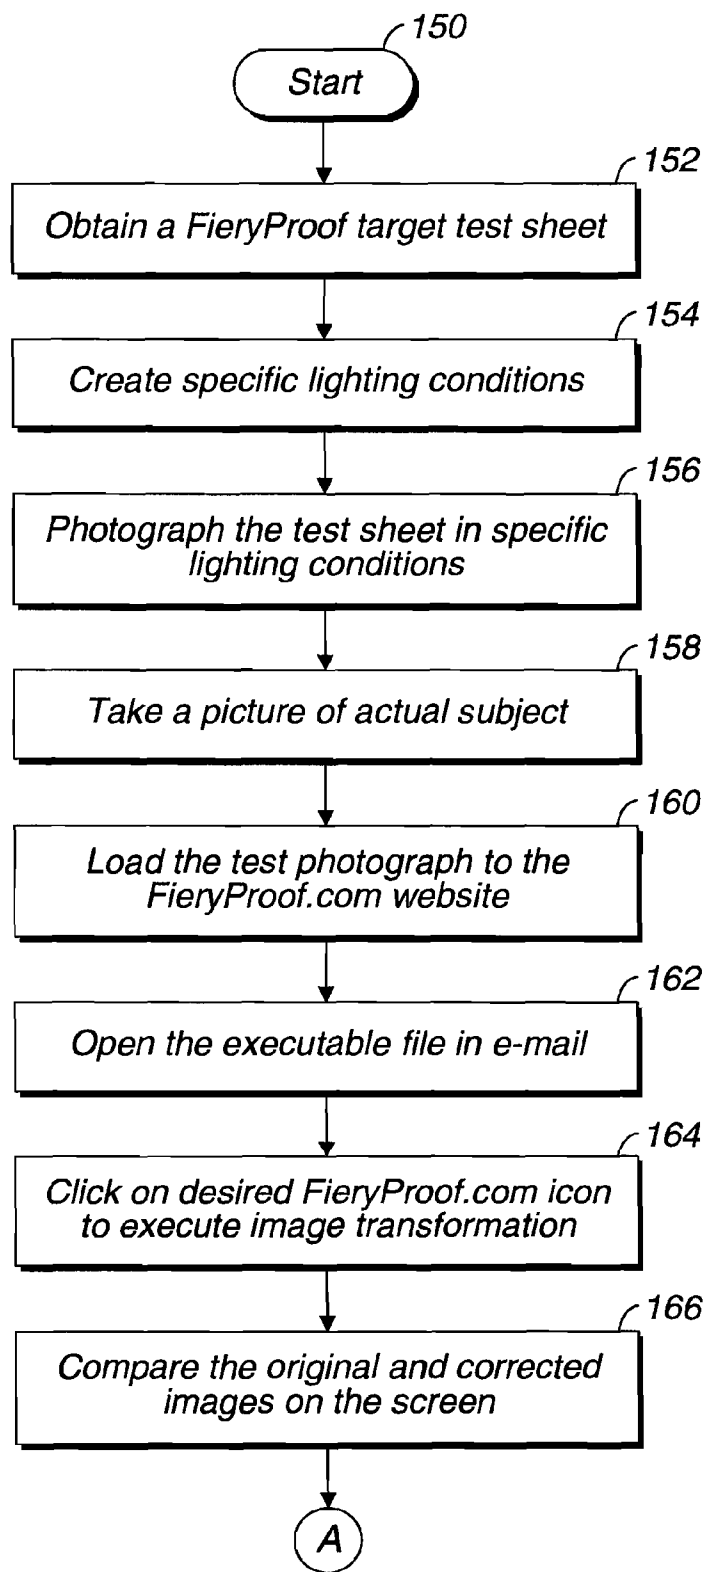 150
Start
152
Obtain a FieryProof target test sheet
154
Create specific lighting conditions
156
Photograph the test sheet in specific
lighting conditions
158
Take a picture of actual subject
160
Load the test photograph to the
FieryProof.com website
162
Open the executable file in e-mail
164
Click on desired FieryProof.com icon
to execute image transformation
166
Compare the original and corrected
images on the screen
A